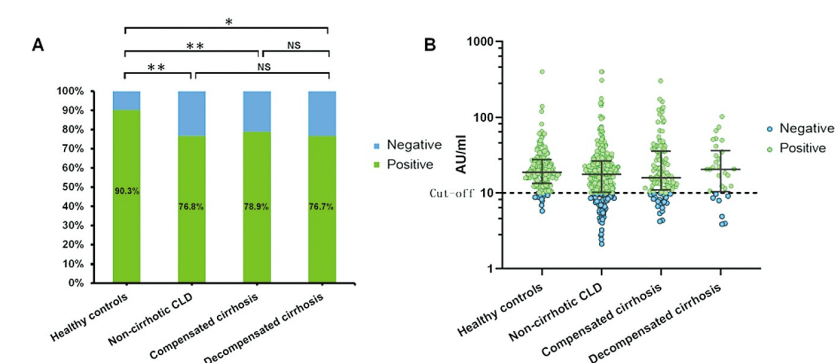 A
*
**
NS
**
NS
100%
90%
80%
70%
60%
50%
40%
30%
20%
10%
0%
90.3%
76.8%
78.9%
76.7%
Negative
Positive
Healthy controls
Non-cirrhotic CLD
Compensated cirrhosis
Decompensated cirrhosis
B
AU/ml
1000
100
10
1
Cut-off
Negative
Positive
Healthy controls
Non-cirrhotic CLD
Compensated cirrhosis
Decompensated cirrhosis